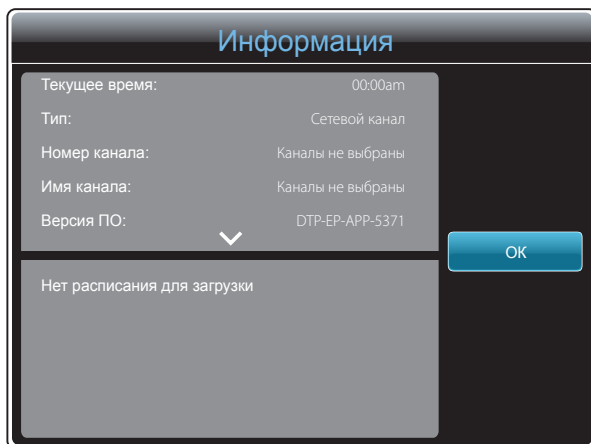 Информация
Текущее время: 00:00am
Тип: Сетевой канал
Номер канала: Каналы не выбраны
Имя канала: Каналы не выбраны
Версия ПО: DTP-EP-APP-5371
ОК
Нет расписания для загрузки